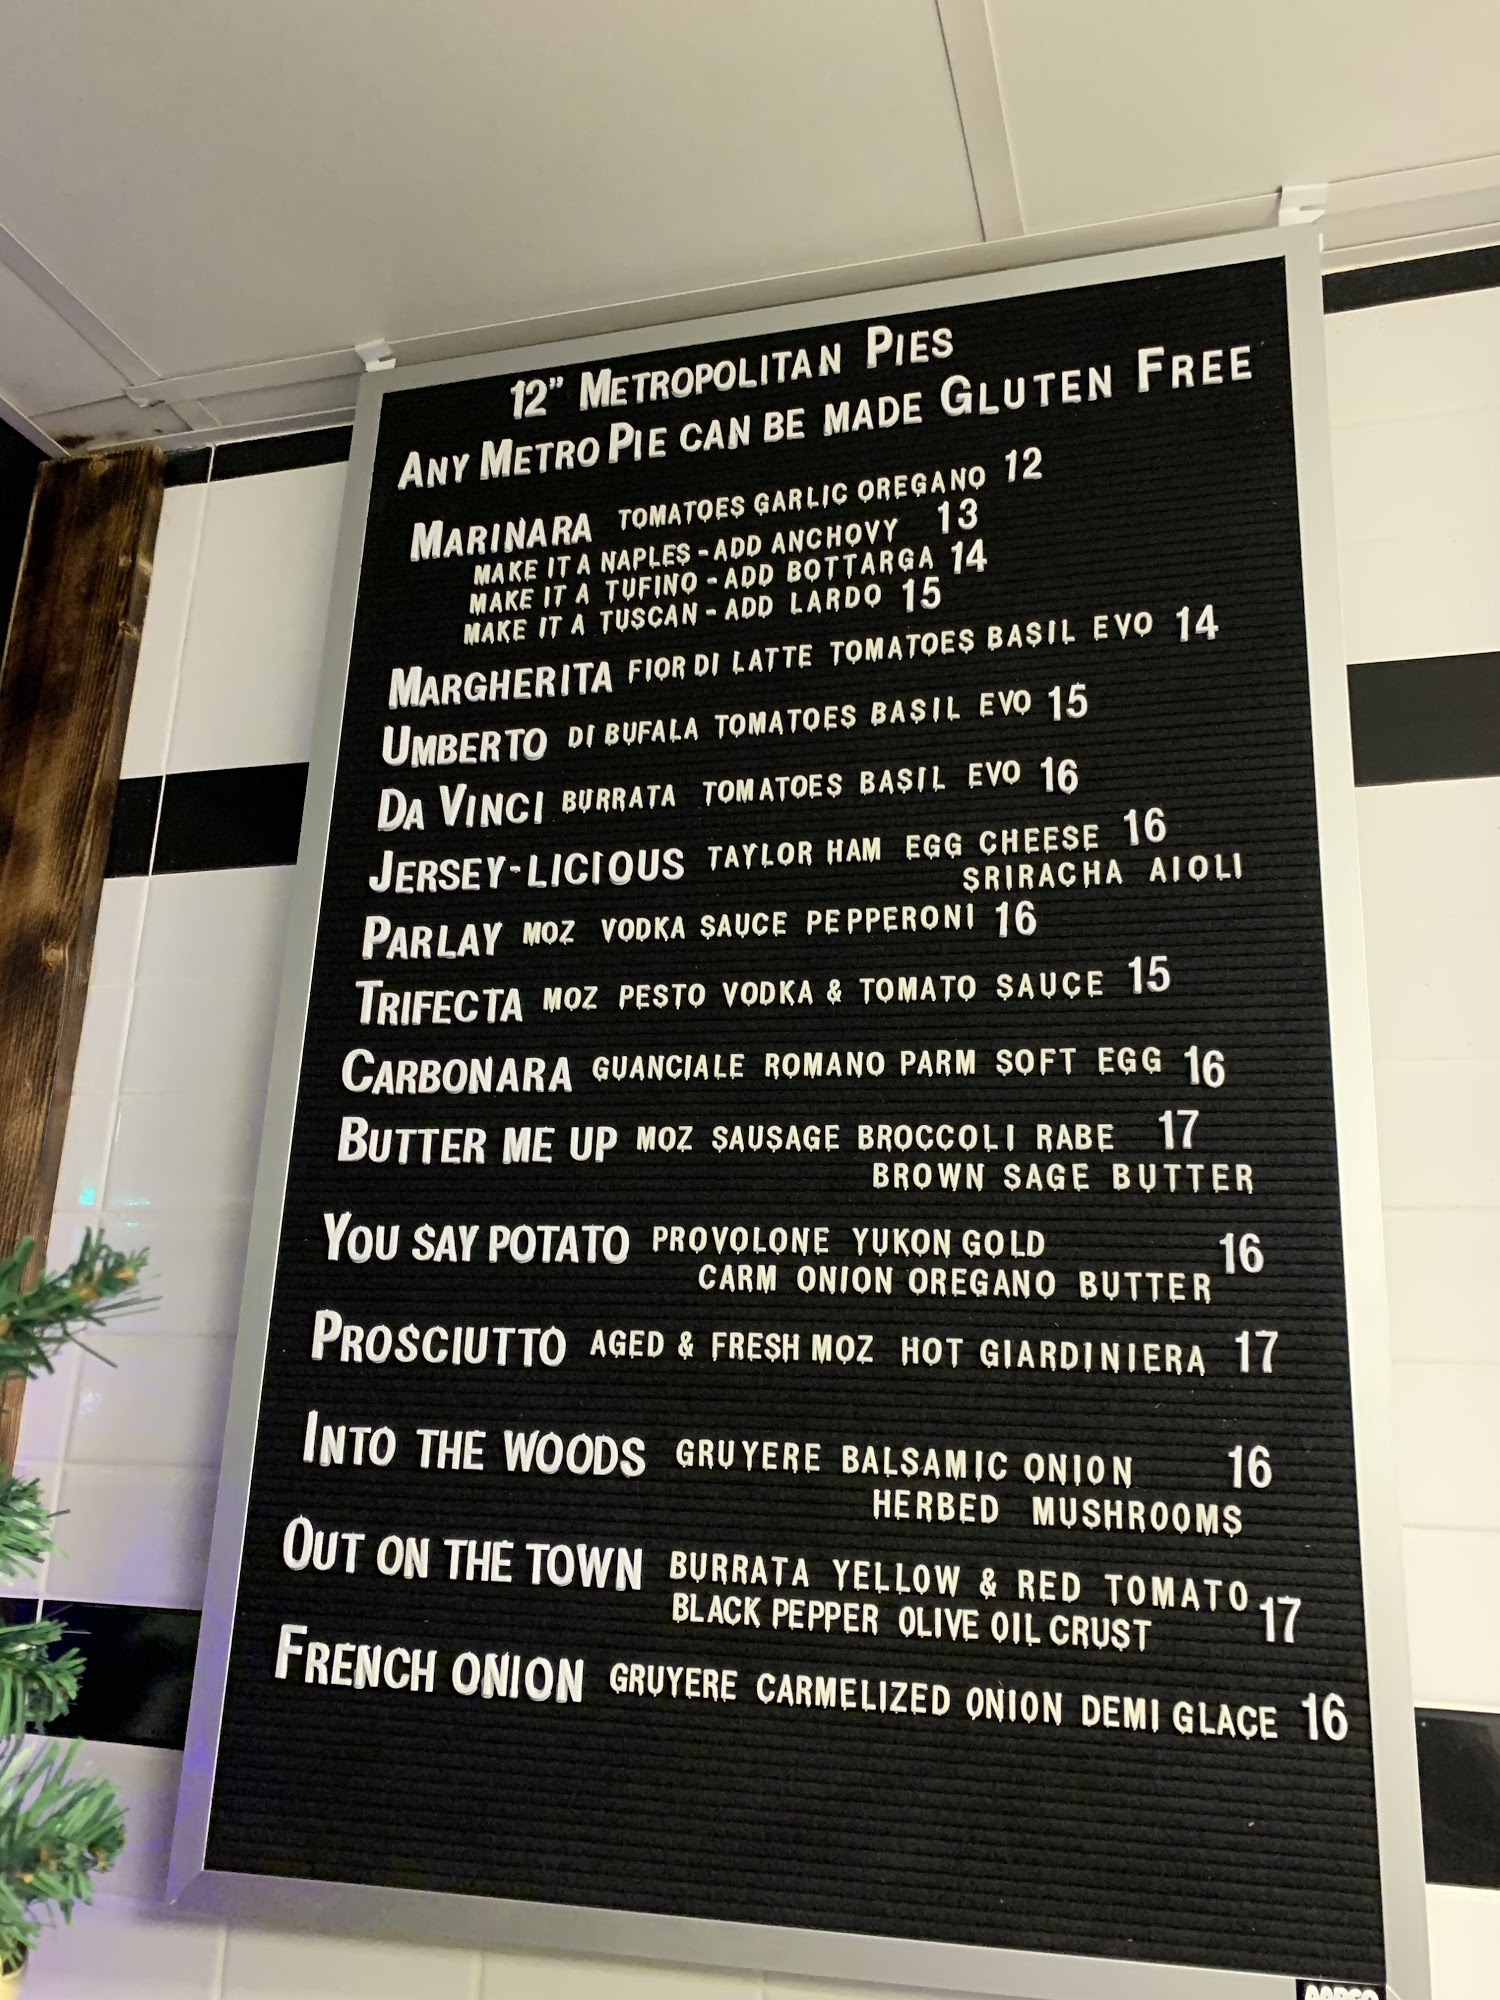 12" METROPOLITAN PIES
ANY METRO PIE CAN BE MADE GLUTEN FREE
MARINARA TOMATOES GARLIC OREGANO 12
MAKE IT A NAPLES - ADD ANCHOVY 13
MAKE IT A TUFINO - ADD BOTTARGA 14
MAKE IT A TUSCAN - ADD LARDO 15
MARGHERITA FIOR DI LATTE TOMATOES BASIL EVO 14
UMBERTO DI BUFALA TOMATOES BASIL EVO 15
DA VINCI BURRATA TOMATOES BASIL EVO 16
JERSEY-LICIOUS TAYLOR HAM EGG CHEESE 16
SRIRACHA AIOLI
PARLAY MOZ VODKA SAUCE PEPPERONI 16
TRIFECTA MOZ PESTO VODKA & TOMATO SAUCE 15
CARBONARA GUANCIALE ROMANO PARM SOFT EGG 16
BUTTER ME UP MOZ SAUSAGE BROCCOLI RABE 17
BROWN SAGE BUTTER
YOU SAY POTATO PROVOLONE YUKON GOLD 16
CARM ONION OREGANO BUTTER
PROSCIUTTO AGED & FRESH MOZ HOT GIARDINIERA 17
INTO THE WOODS GRUYERE BALSAMIC ONION 16
HERBED MUSHROOMS
OUT ON THE TOWN BURRATA YELLOW & RED TOMATO 17
BLACK PEPPER OLIVE OIL CRUST
FRENCH ONION GRUYERE CARMELIZED ONION DEMI GLACE 16